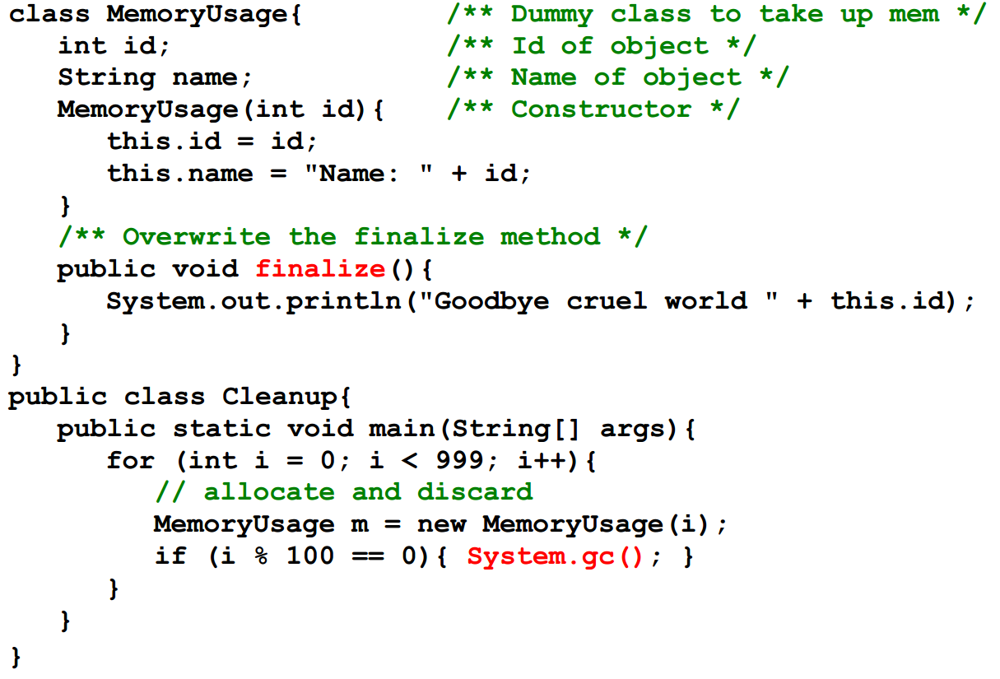 class MemoryUsage{ /** Dummy class to take up mem */
int id; /** Id of object */
String name; /** Name of object */
MemoryUsage(int id){ /** Constructor */
this.id = id;
this.name = "Name: " + id;
}
/** Overwrite the finalize method */
public void finalize(){
System.out.println("Goodbye cruel world " + this.id);
}
}
public class Cleanup{
public static void main(String[] args){
for (int i = 0; i < 999; i++){
// allocate and discard
MemoryUsage m = new MemoryUsage(i);
if (i % 100 == 0){ System.gc(); }
}
}
}